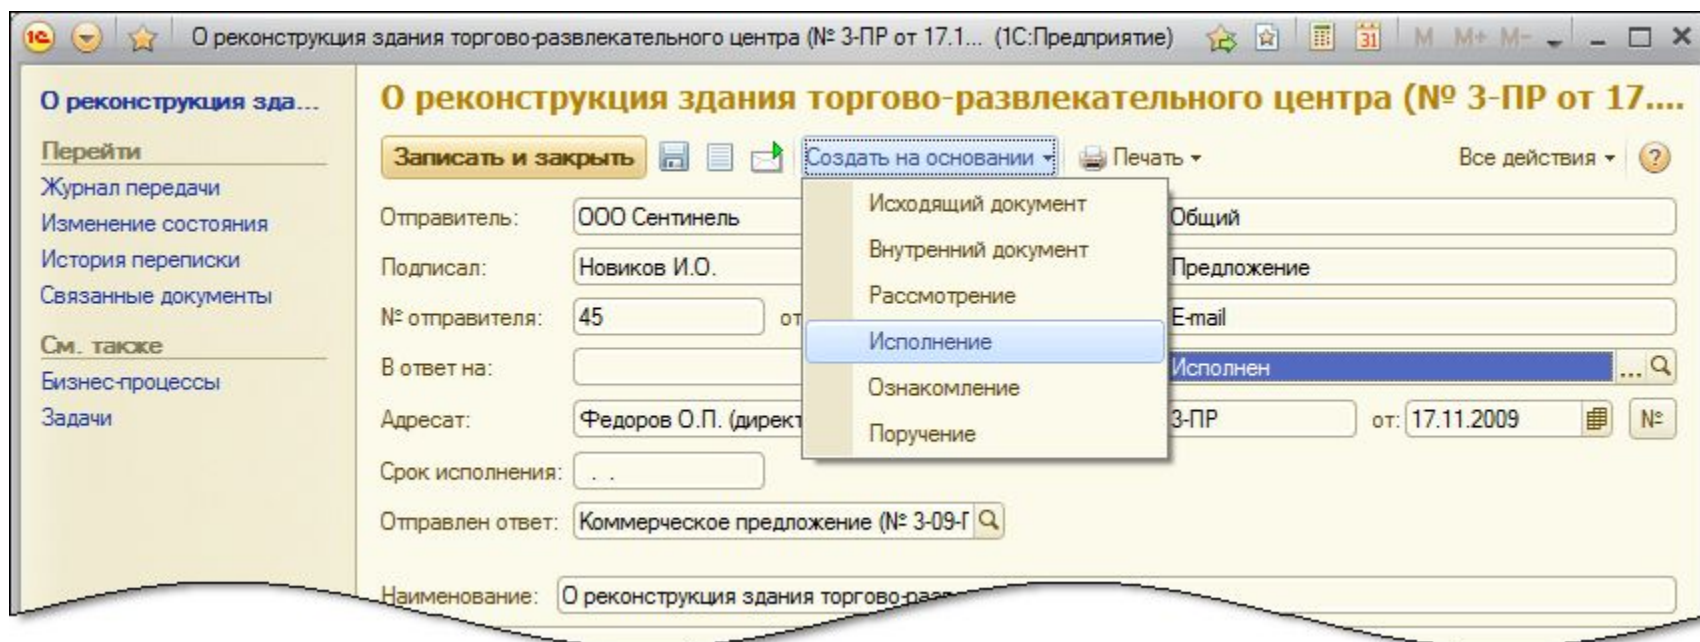 1С О реконструкция здания торгово-развлекательного центра (№ 3-ПР от 17.1... (1С:Предприятие) 31 M M+ M-
О реконструкция зда...
Перейти
Журнал передачи
Изменение состояния
История переписки
Связанные документы
См. также
Бизнес-процессы
Задачи
О реконструкция здания торгово-развлекательного центра (№ 3-ПР от 17....
Записать и закрыть Создать на основании Печать Все действия ?
Исходящий документ
Внутренний документ
Рассмотрение
Исполнение
Ознакомление
Поручение
Отправитель: ООО Сентинель Общий
Подписал: Новиков И.О. Предложение
№ отправителя: 45 от E-mail
В ответ на: Исполнен ...
Адресат: Федоров О.П. (директ 3-ПР от: 17.11.2009 №
Срок исполнения: . .
Отправлен ответ: Коммерческое предложение (№ 3-09-Г
Наименование: О реконструкция здания торгово-разв